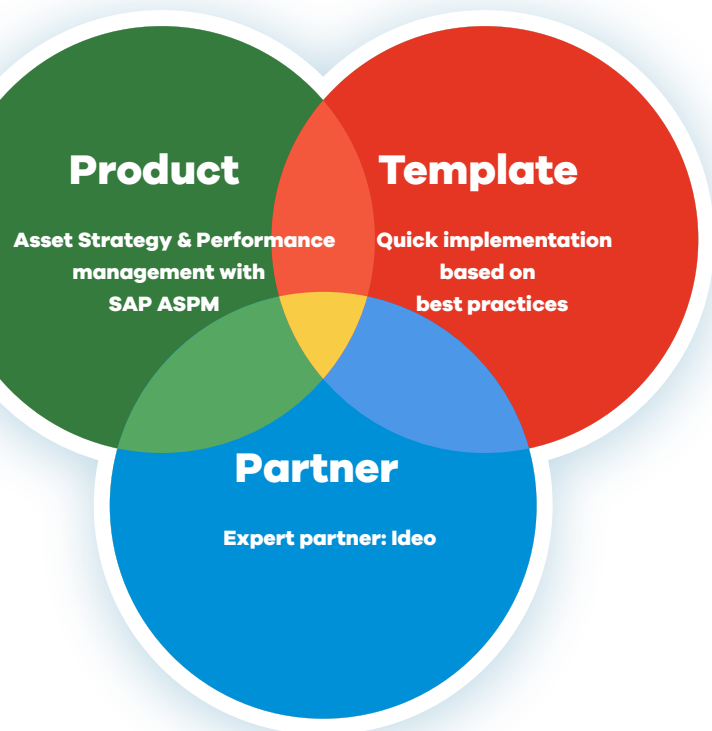 Product
Asset Strategy & Performance
management with
SAP ASPM
Template
Quick implementation
based on
best practices
Partner
Expert partner: Ideo